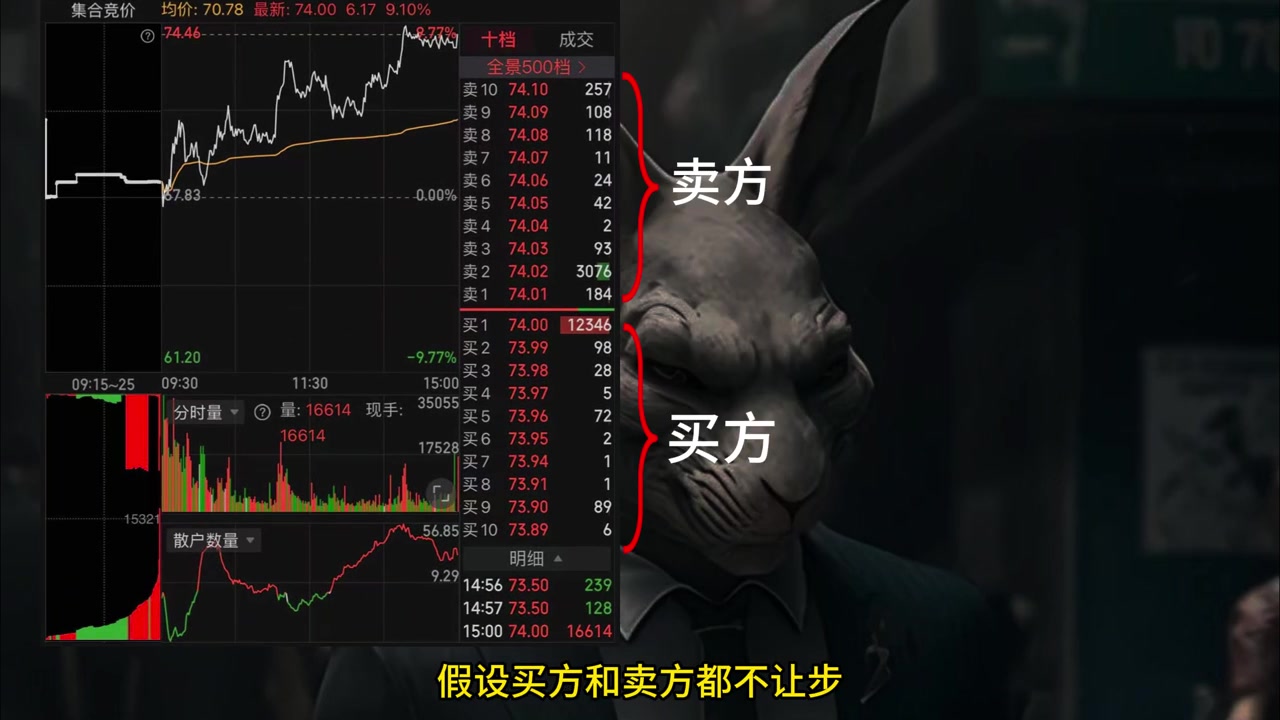 集合竞价 均价: 70.78 最新: 74.00 6.17 9.10%
74.46 9.77%
67.83 0.00%
61.20 -9.77%
09:15~25 09:30 11:30 15:00
分时量 量: 16614 现手: 16614 35055
17528
15321
散户数量 56.85
9.29
十档 成交
全景500档
卖10 74.10 257
卖9 74.09 108
卖8 74.08 118
卖7 74.07 11
卖6 74.06 24
卖5 74.05 42
卖4 74.04 2
卖3 74.03 93
卖2 74.02 3076
卖1 74.01 184
买1 74.00 12346
买2 73.99 98
买3 73.98 28
买4 73.97 5
买5 73.96 72
买6 73.95 2
买7 73.94 1
买8 73.91 1
买9 73.90 89
买10 73.89 6
明细
14:56 73.50 239
14:57 73.50 128
15:00 74.00 16614
卖方
买方
假设买方和卖方都不让步